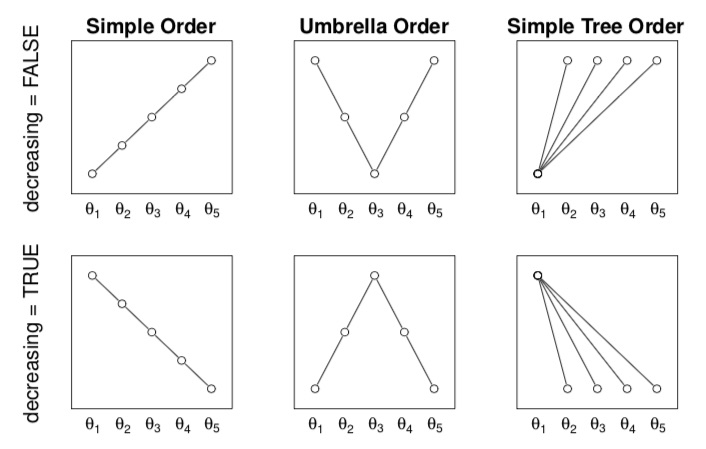 Simple Order Umbrella Order Simple Tree Order
decreasing = FALSE
θ1 θ2 θ3 θ4 θ5 θ1 θ2 θ3 θ4 θ5 θ1 θ2 θ3 θ4 θ5
decreasing = TRUE
θ1 θ2 θ3 θ4 θ5 θ1 θ2 θ3 θ4 θ5 θ1 θ2 θ3 θ4 θ5